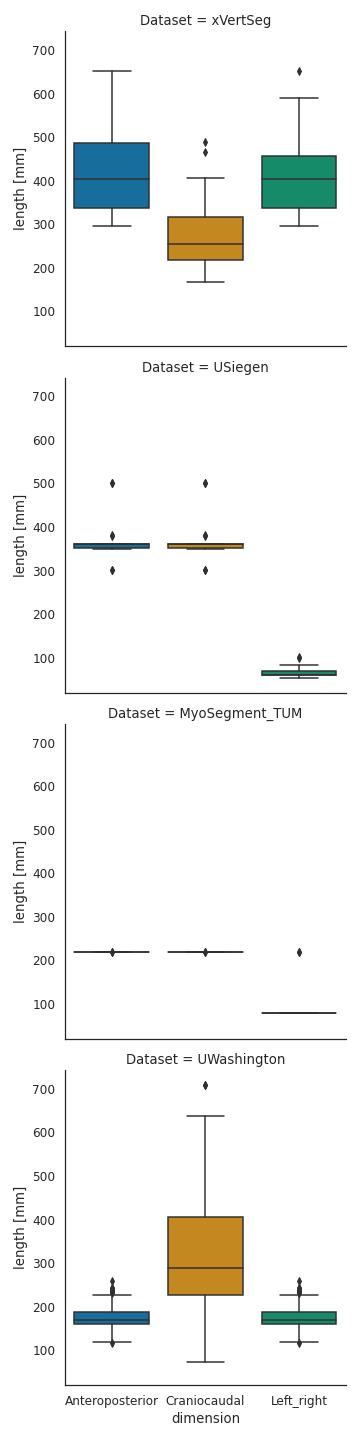 Dataset = xVertSeg
700
600
500
400
300
200
100
length [mm]
Dataset = USiegen
700
600
500
400
300
200
100
length [mm]
Dataset = MyoSegment_TUM
700
600
500
400
300
200
100
length [mm]
Dataset = UWashington
700
600
500
400
300
200
100
length [mm]
Anteroposterior Craniocaudal Left_right
dimension